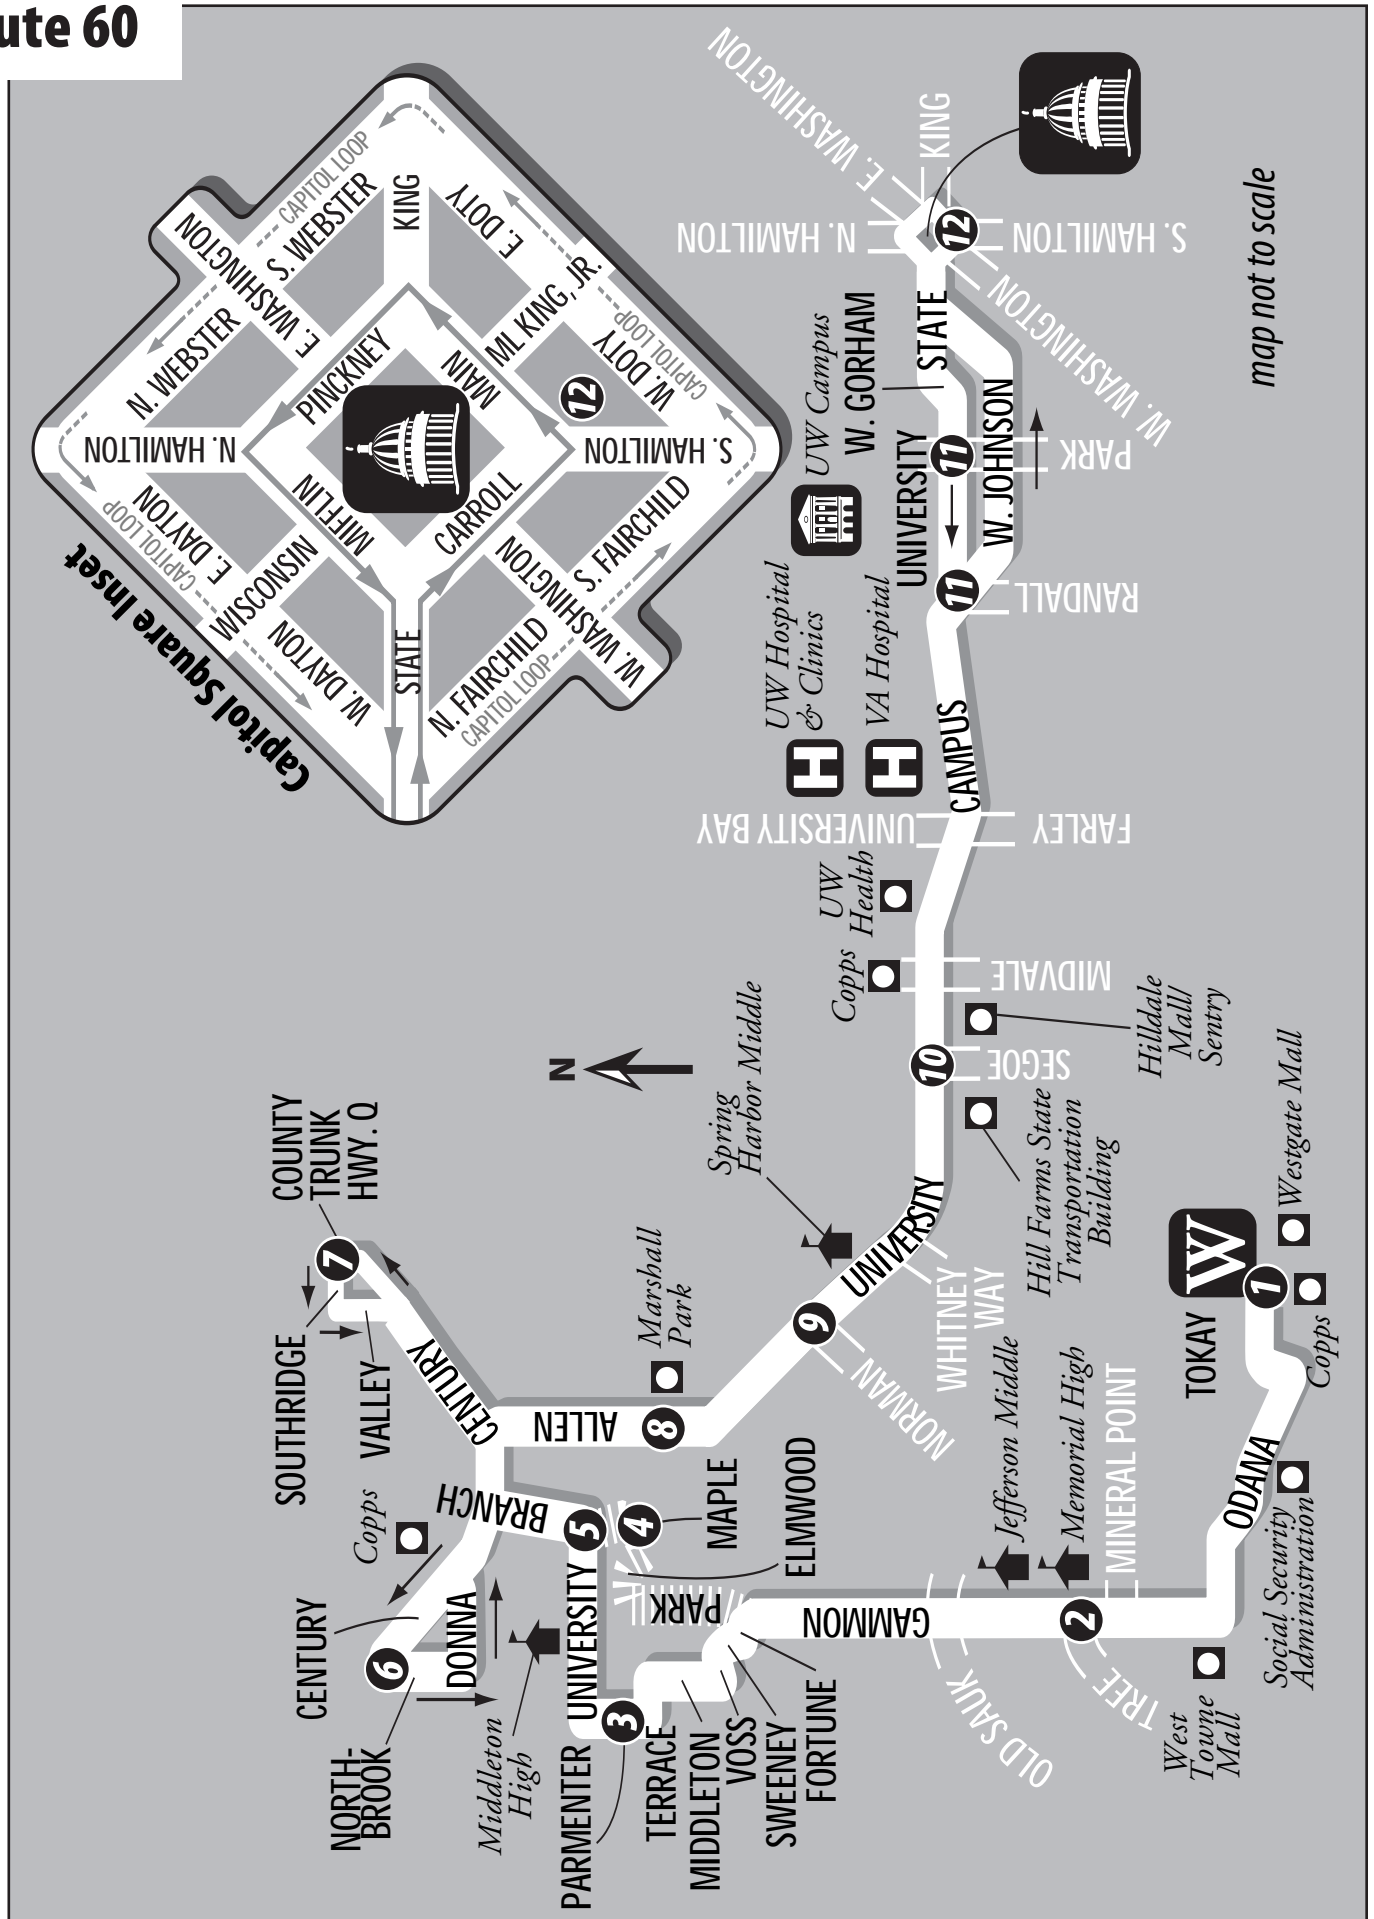 ute 60
Capitol Square Inset
CAPITOL LOOP
S. WEBSTER
KING
E. DOTY
E. WASHINGTON
N. WEBSTER
ML KING, JR.
CAPITOL LOOP
W. DOTY
CAPITOL LOOP
PINCKNEY
MAIN
12
N. HAMILTON
S. HAMILTON
MIFFLIN
CARROLL
E. DAYTON
CAPITOL LOOP
WISCONSIN
W. DAYTON
STATE
W. WASHINGTON
S. FAIRCHILD
N. FAIRCHILD
CAPITOL LOOP
E. WASHINGTON
KING
N. HAMILTON
12
S. HAMILTON
W. WASHINGTON
map not to scale
STATE
W. GORHAM
UW Campus
UNIVERSITY
11
W. JOHNSON
PARK
11
RANDALL
UW Hospital
& Clinics
H
VA Hospital
H
CAMPUS
UNIVERSITY BAY
FARLEY
UW
Health
Copps
MIDVALE
Hilldale
Mall/
Sentry
10
SEGOE
Hill Farms State
Transportation
Building
N
Spring
Harbor Middle
UNIVERSITY
WHITNEY
WAY
9
NORMAN
Marshall
Park
8
ALLEN
COUNTY
TRUNK
HWY. Q
7
SOUTHRIDGE
VALLEY
CENTURY
Copps
BRANCH
5
4
MAPLE
ELMWOOD
PARK
CENTURY
6
DONNA
NORTH-
BROOK
Middleton
High
UNIVERSITY
3
PARMENTER
TERRACE
MIDDLETON
VOSS
SWEENEY
FORTUNE
GAMMON
OLD SAUK
Jefferson Middle
Memorial High
MINERAL POINT
2
TREE
West
Towne
Mall
Social Security
Administration
ODANA
TOKAY
W
1
Copps
Westgate Mall